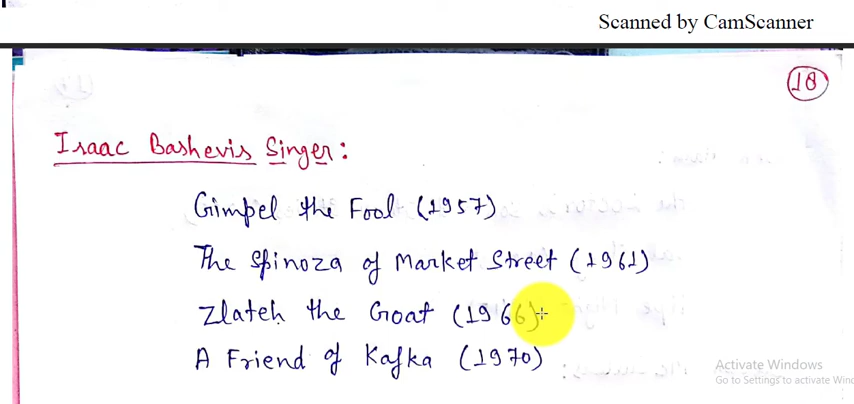 Scanned by CamScanner
18
Isaac Bashevis Singer:
Gimpel the Fool (1957)
The Spinoza of Market Street (1961)
Zlateh the Goat (1966)
A Friend of Kafka (1970)
Activate Windows
Go to Settings to activate Winc